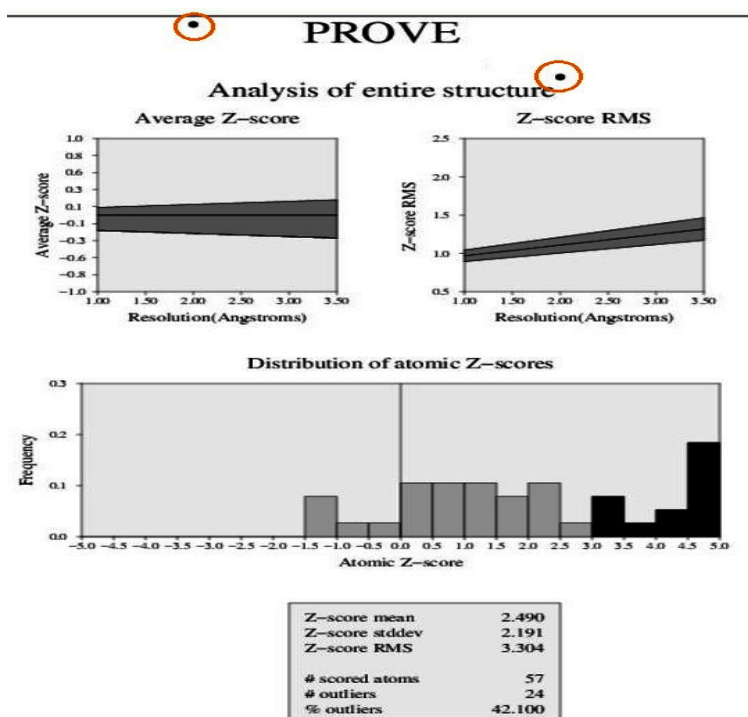 PROVE
Analysis of entire structure
Average Z-score
Z-score RMS
1.0
0.8
0.6
0.3
0.1
-0.1
-0.3
-0.6
-0.8
-1.0
Average Z-score
1.00 1.50 2.00 2.50 3.00 3.50
Resolution(Angstroms)
2.5
2.0
1.5
1.0
0.5
Z-score RMS
1.00 1.50 2.00 2.50 3.00 3.50
Resolution(Angstroms)
Distribution of atomic Z-scores
0.3
0.2
0.1
0.0
Frequency
-5.0 -4.5 -4.0 -3.5 -3.0 -2.5 -2.0 -1.5 -1.0 -0.5 0.0 0.5 1.0 1.5 2.0 2.5 3.0 3.5 4.0 4.5 5.0
Atomic Z-score
Z-score mean 2.490
Z-score stddev 2.191
Z-score RMS 3.304
# scored atoms 57
# outliers 24
% outliers 42.100